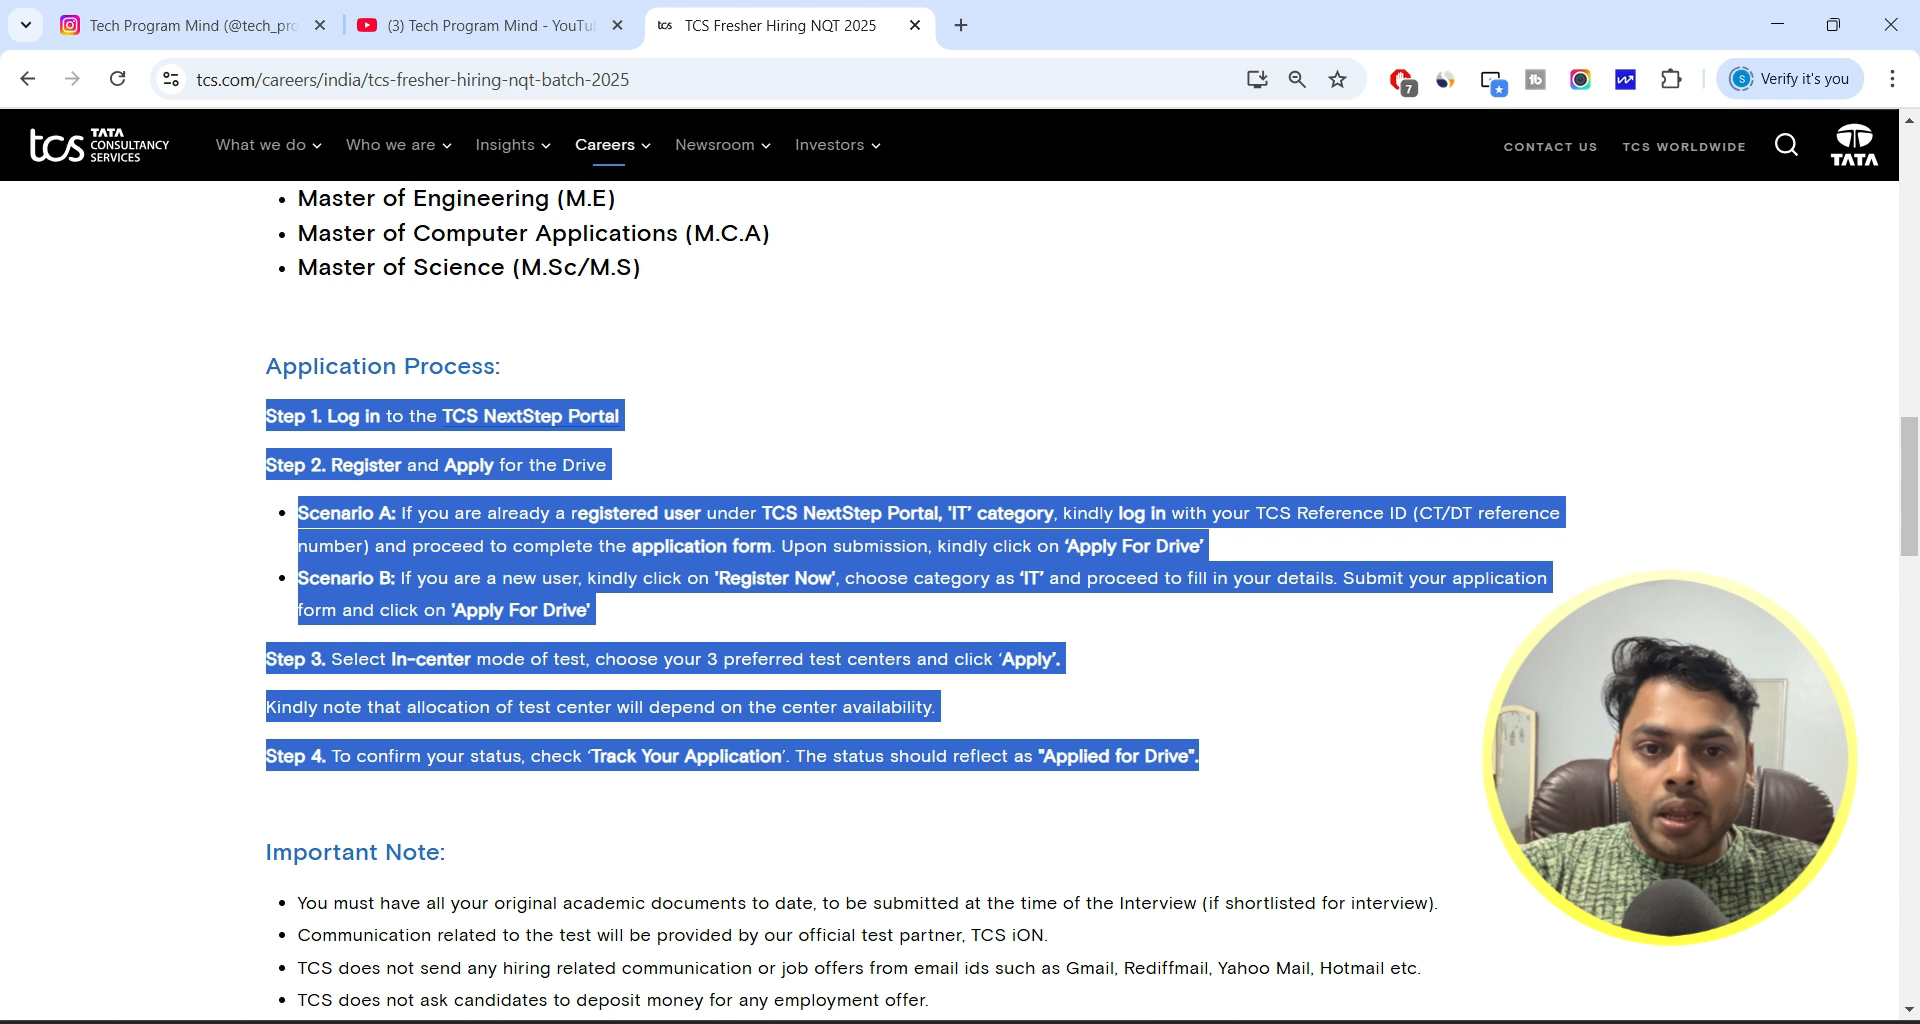 Tech Program Mind (@tech_pro
(3) Tech Program Mind - YouTu
tcs TCS Fresher Hiring NQT 2025
tcs.com/careers/india/tcs-fresher-hiring-nqt-batch-2025
7
tb
S Verify it's you
tcs TATA CONSULTANCY SERVICES
What we do
Who we are
Insights
Careers
Newsroom
Investors
CONTACT US
TCS WORLDWIDE
TATA
• Master of Engineering (M.E)
• Master of Computer Applications (M.C.A)
• Master of Science (M.Sc/M.S)
Application Process:
Step 1. Log in to the TCS NextStep Portal
Step 2. Register and Apply for the Drive
• Scenario A: If you are already a registered user under TCS NextStep Portal, 'IT’ category, kindly log in with your TCS Reference ID (CT/DT reference
number) and proceed to complete the application form. Upon submission, kindly click on ‘Apply For Drive’
• Scenario B: If you are a new user, kindly click on 'Register Now', choose category as ‘IT’ and proceed to fill in your details. Submit your application
form and click on 'Apply For Drive'
Step 3. Select In-center mode of test, choose your 3 preferred test centers and click ‘Apply’.
Kindly note that allocation of test center will depend on the center availability.
Step 4. To confirm your status, check ‘Track Your Application’. The status should reflect as "Applied for Drive".
Important Note:
• You must have all your original academic documents to date, to be submitted at the time of the Interview (if shortlisted for interview).
• Communication related to the test will be provided by our official test partner, TCS iON.
• TCS does not send any hiring related communication or job offers from email ids such as Gmail, Rediffmail, Yahoo Mail, Hotmail etc.
• TCS does not ask candidates to deposit money for any employment offer.